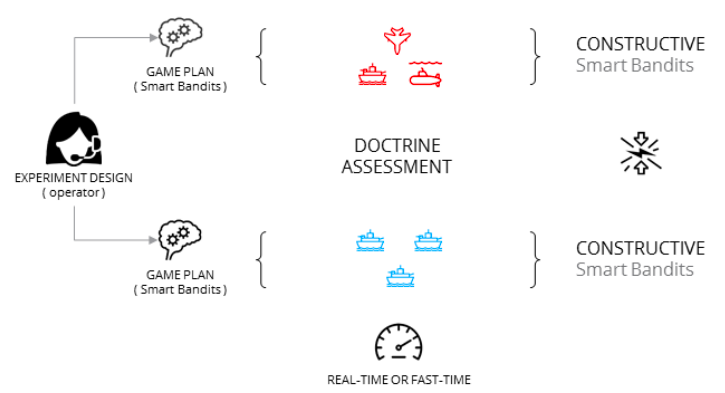 GAME PLAN
( Smart Bandits )
CONSTRUCTIVE
Smart Bandits
DOCTRINE
ASSESSMENT
EXPERIMENT DESIGN
( operator )
GAME PLAN
( Smart Bandits )
CONSTRUCTIVE
Smart Bandits
REAL-TIME OR FAST-TIME